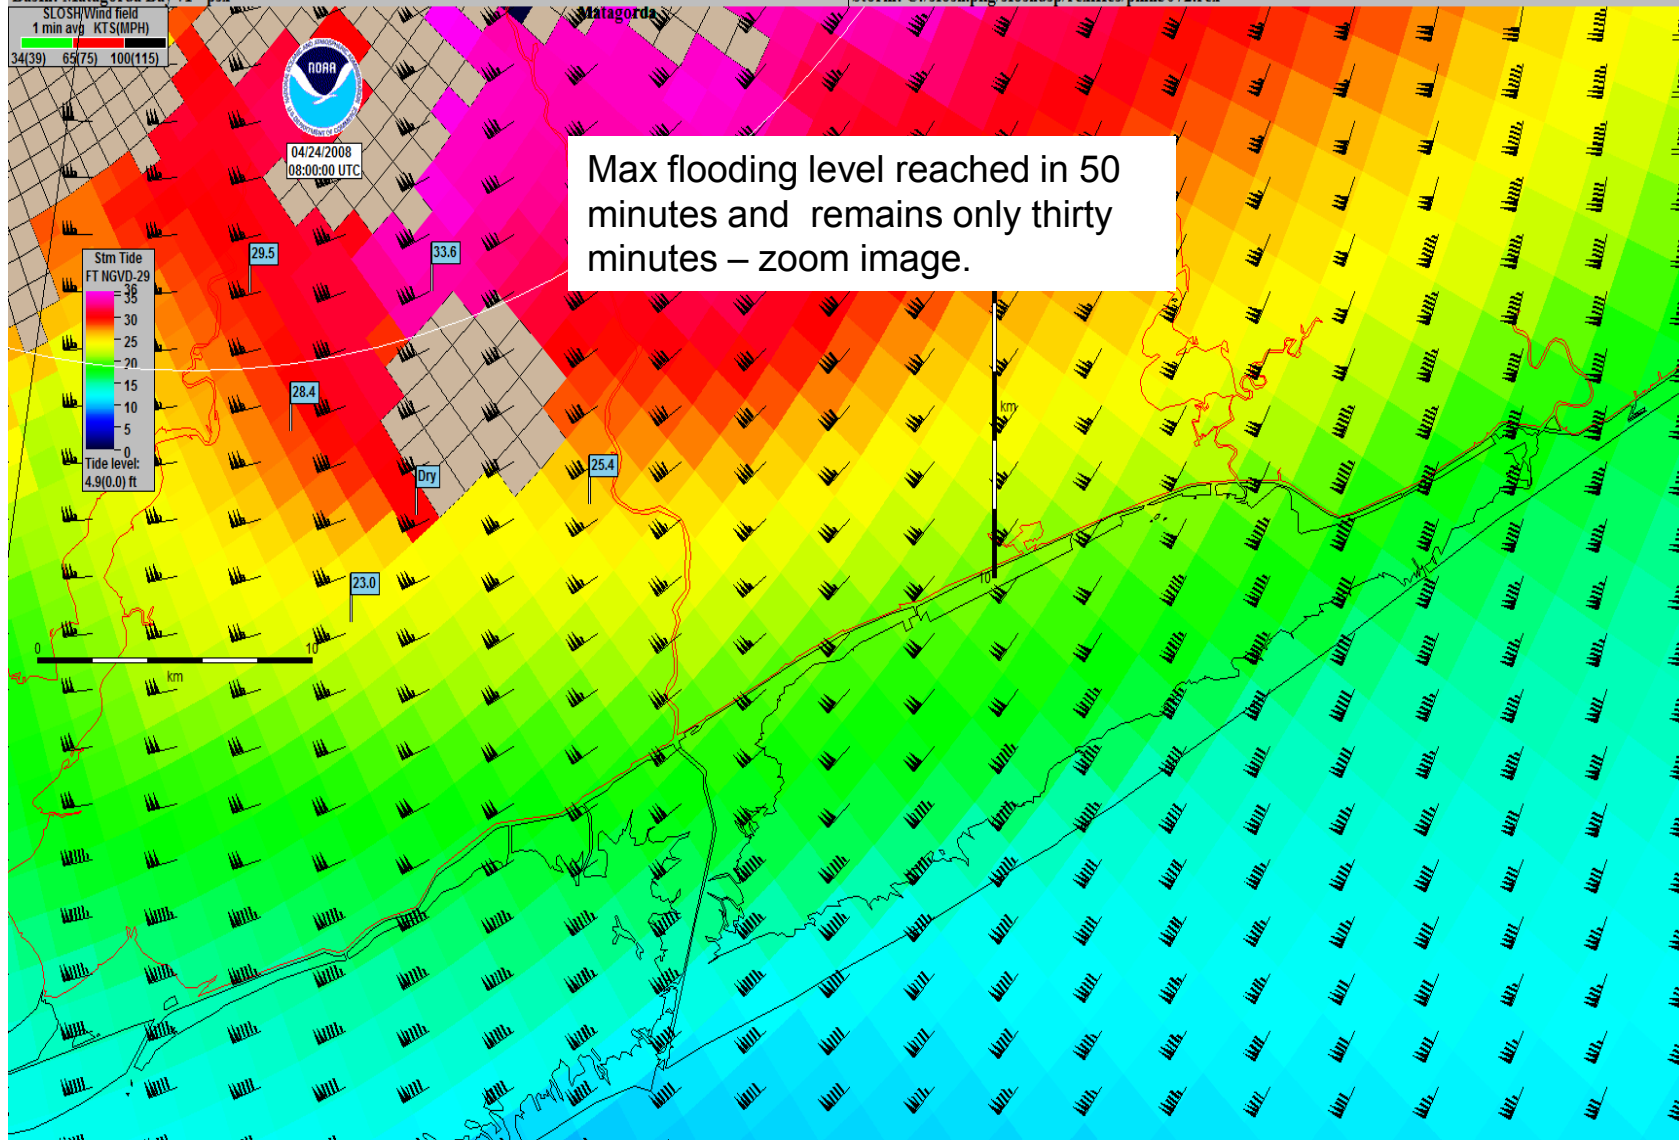 SLOSH Wind field
1 min avg KTS(MPH)
34(39) 65(75) 100(115)
Matagorda
NOAA
04/24/2008
08:00:00 UTC
Max flooding level reached in 50
minutes and remains only thirty
minutes – zoom image.
29.5
33.6
Stm Tide
FT NGVD-29
36
35
30
25
20
15
10
5
0
Tide level:
4.9(0.0) ft
28.4
km
Dry
25.4
10
23.0
0 10
km